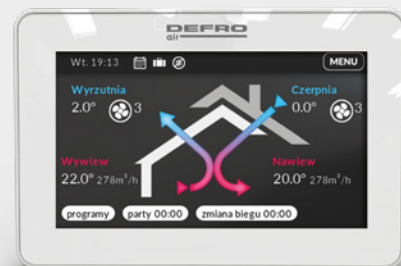 DEFRO
air
Wt. 19:13
MENU
Wyrzutnia
2.0° 3
Czerpnia
0.0° 3
Wywiew
22.0° 278m³/h
Nawiew
20.0° 278m³/h
programy party 00:00 zmiana biegu 00:00